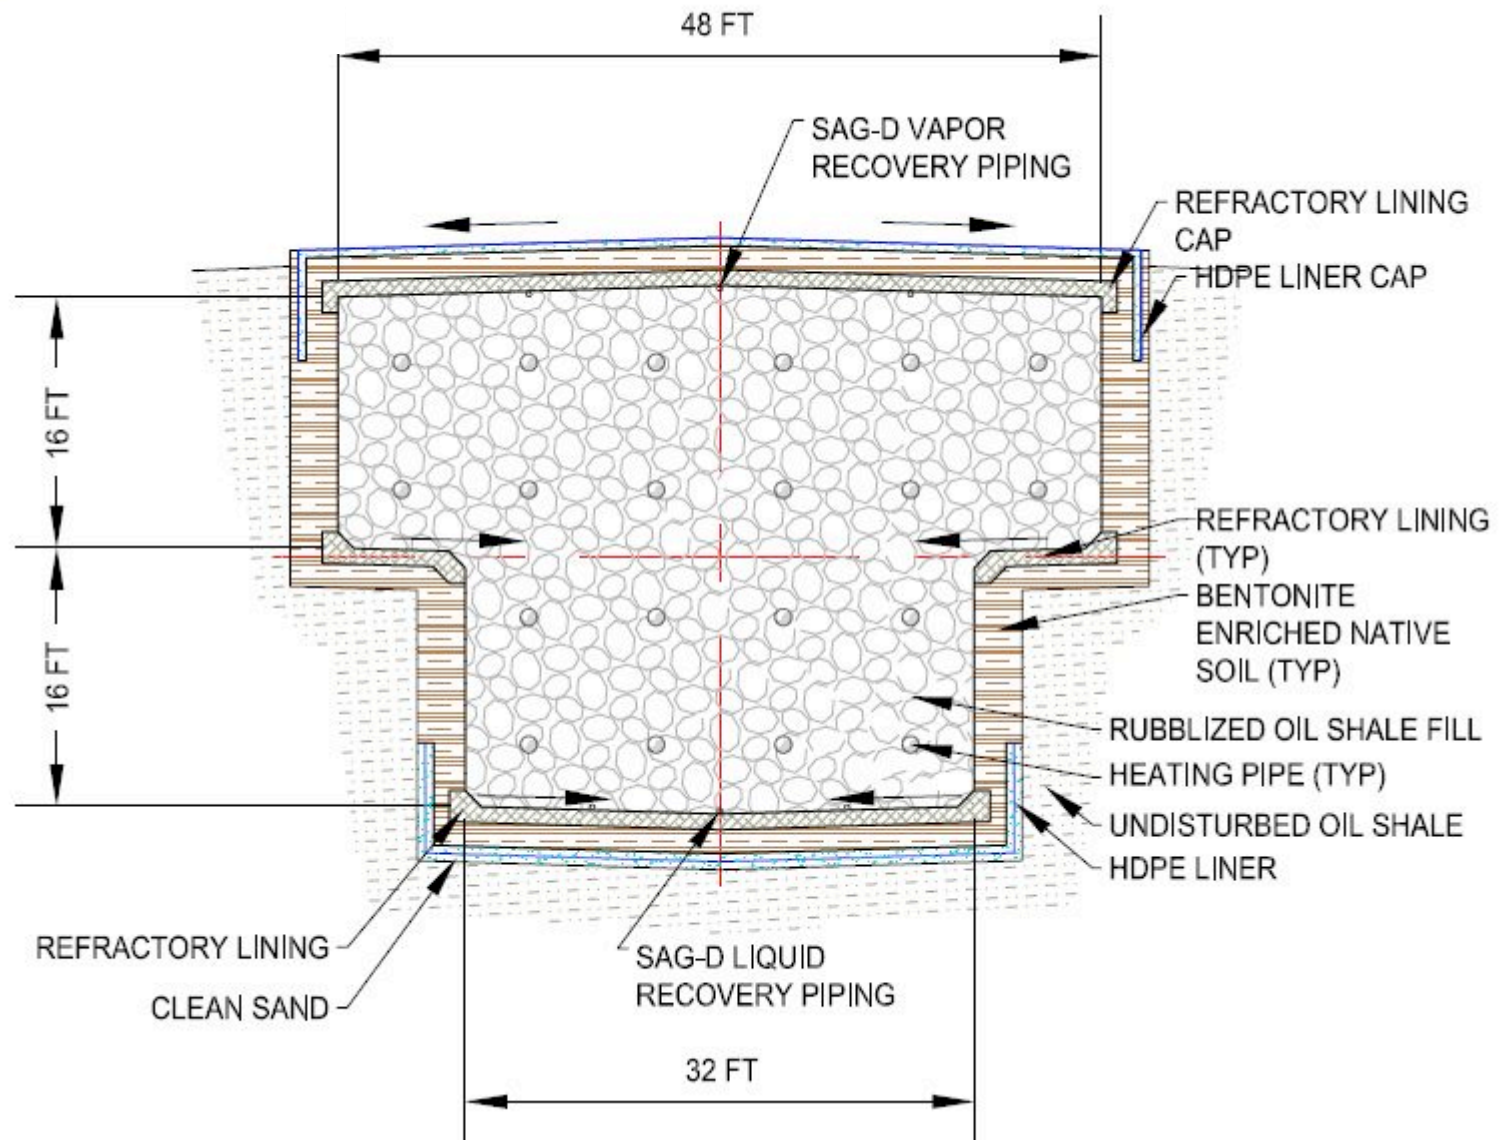 48 FT
SAG-D VAPOR
RECOVERY PIPING
REFRACTORY LINING
CAP
HDPE LINER CAP
16 FT
REFRACTORY LINING
(TYP)
BENTONITE
ENRICHED NATIVE
SOIL (TYP)
16 FT
RUBBLIZED OIL SHALE FILL
HEATING PIPE (TYP)
UNDISTURBED OIL SHALE
HDPE LINER
REFRACTORY LINING
CLEAN SAND
SAG-D LIQUID
RECOVERY PIPING
32 FT